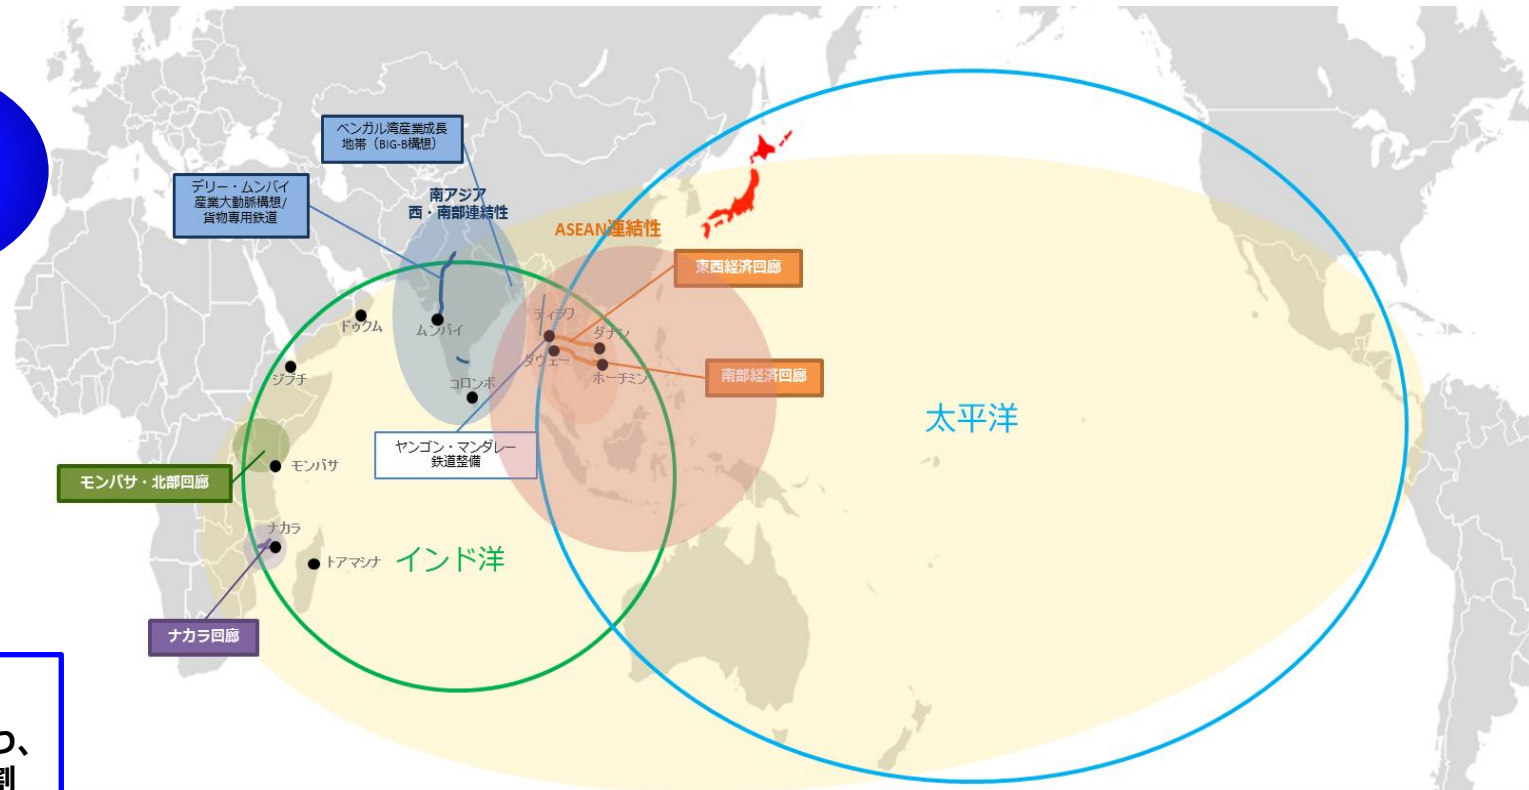 ベンガル湾産業成長
地帯（BIG-B構想）
デリー・ムンバイ
産業大動脈構想/
貨物専用鉄道
南アジア
西・南部連結性
ASEAN連結性
東西経済回廊
ドゥクム
ムンバイ
ティラワ
ダナン
ダウェー
ホーチミン
南部経済回廊
ジブチ
コロンボ
太平洋
ヤンゴン・マンダレー
鉄道整備
モンバサ
モンバサ・北部回廊
ナカラ
トアマシナ
インド洋
ナカラ回廊
つ、
割